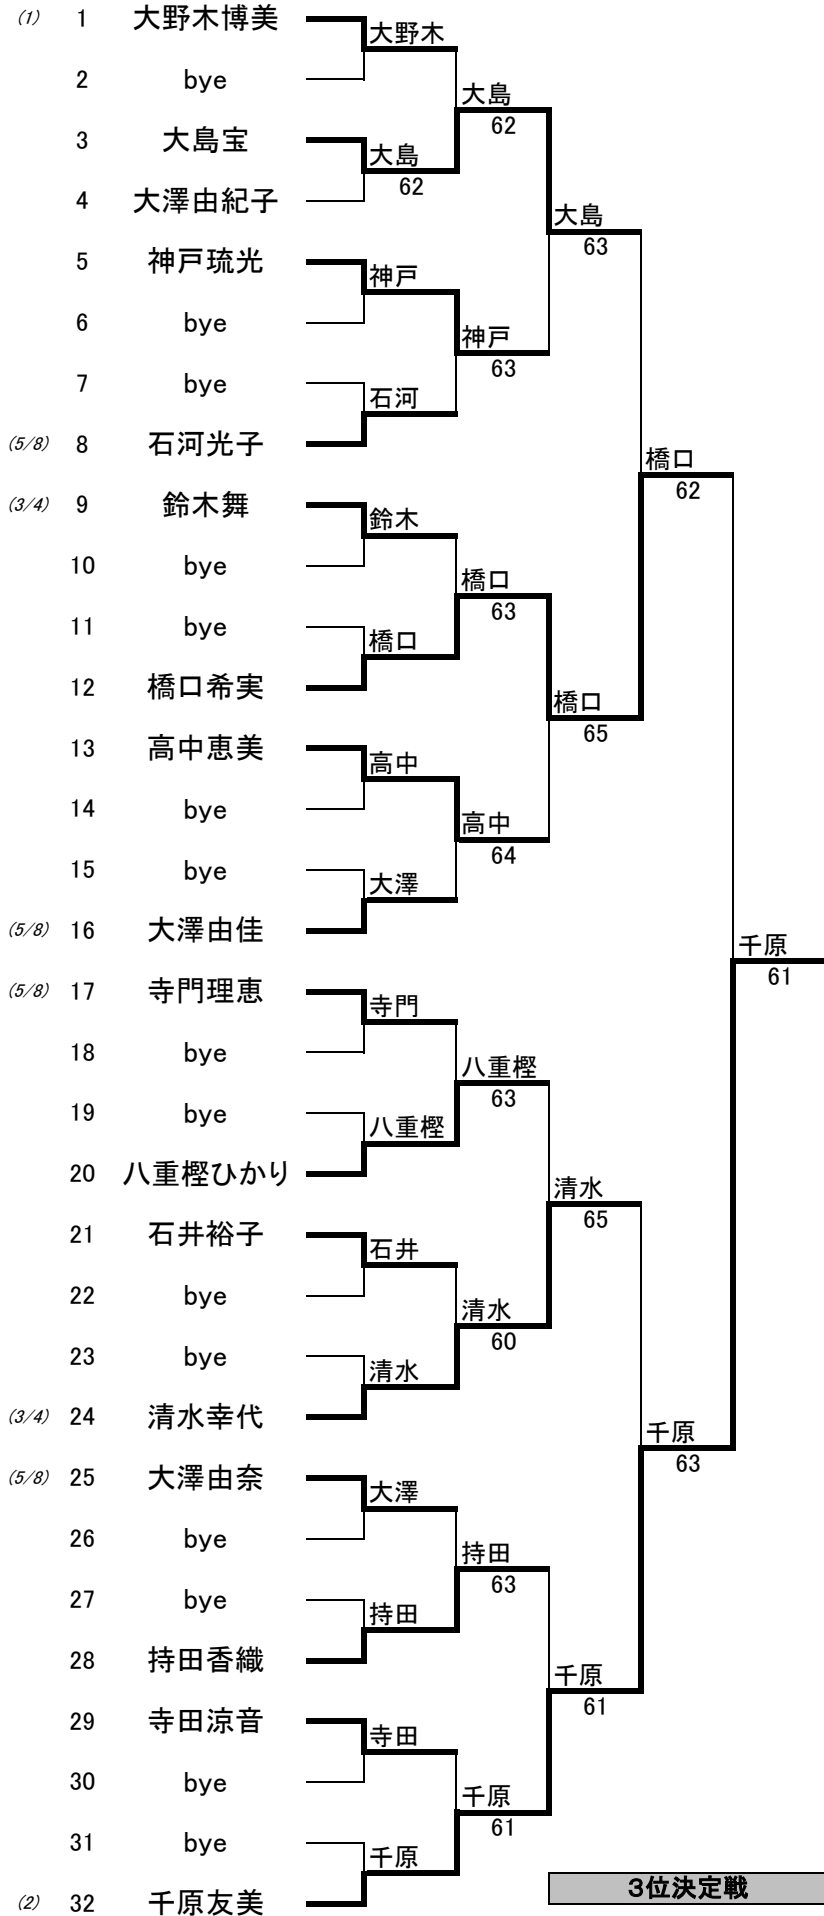 (1) 1 大野木博美
大野木
2 bye
大島
62
3 大島宝
大島
62
4 大澤由紀子
大島
63
5 神戸琉光
神戸
6 bye
神戸
63
7 bye
石河
(5/8) 8 石河光子
橋口
62
(3/4) 9 鈴木舞
鈴木
10 bye
橋口
63
11 bye
橋口
12 橋口希実
橋口
65
13 高中恵美
高中
14 bye
高中
64
15 bye
大澤
(5/8) 16 大澤由佳
千原
61
(5/8) 17 寺門理恵
寺門
18 bye
八重樫
63
19 bye
八重樫
20 八重樫ひかり
清水
65
21 石井裕子
石井
22 bye
清水
60
23 bye
清水
(3/4) 24 清水幸代
千原
63
(5/8) 25 大澤由奈
大澤
26 bye
持田
63
27 bye
持田
28 持田香織
千原
61
29 寺田涼音
寺田
30 bye
千原
61
31 bye
千原
(2) 32 千原友美
3位決定戦